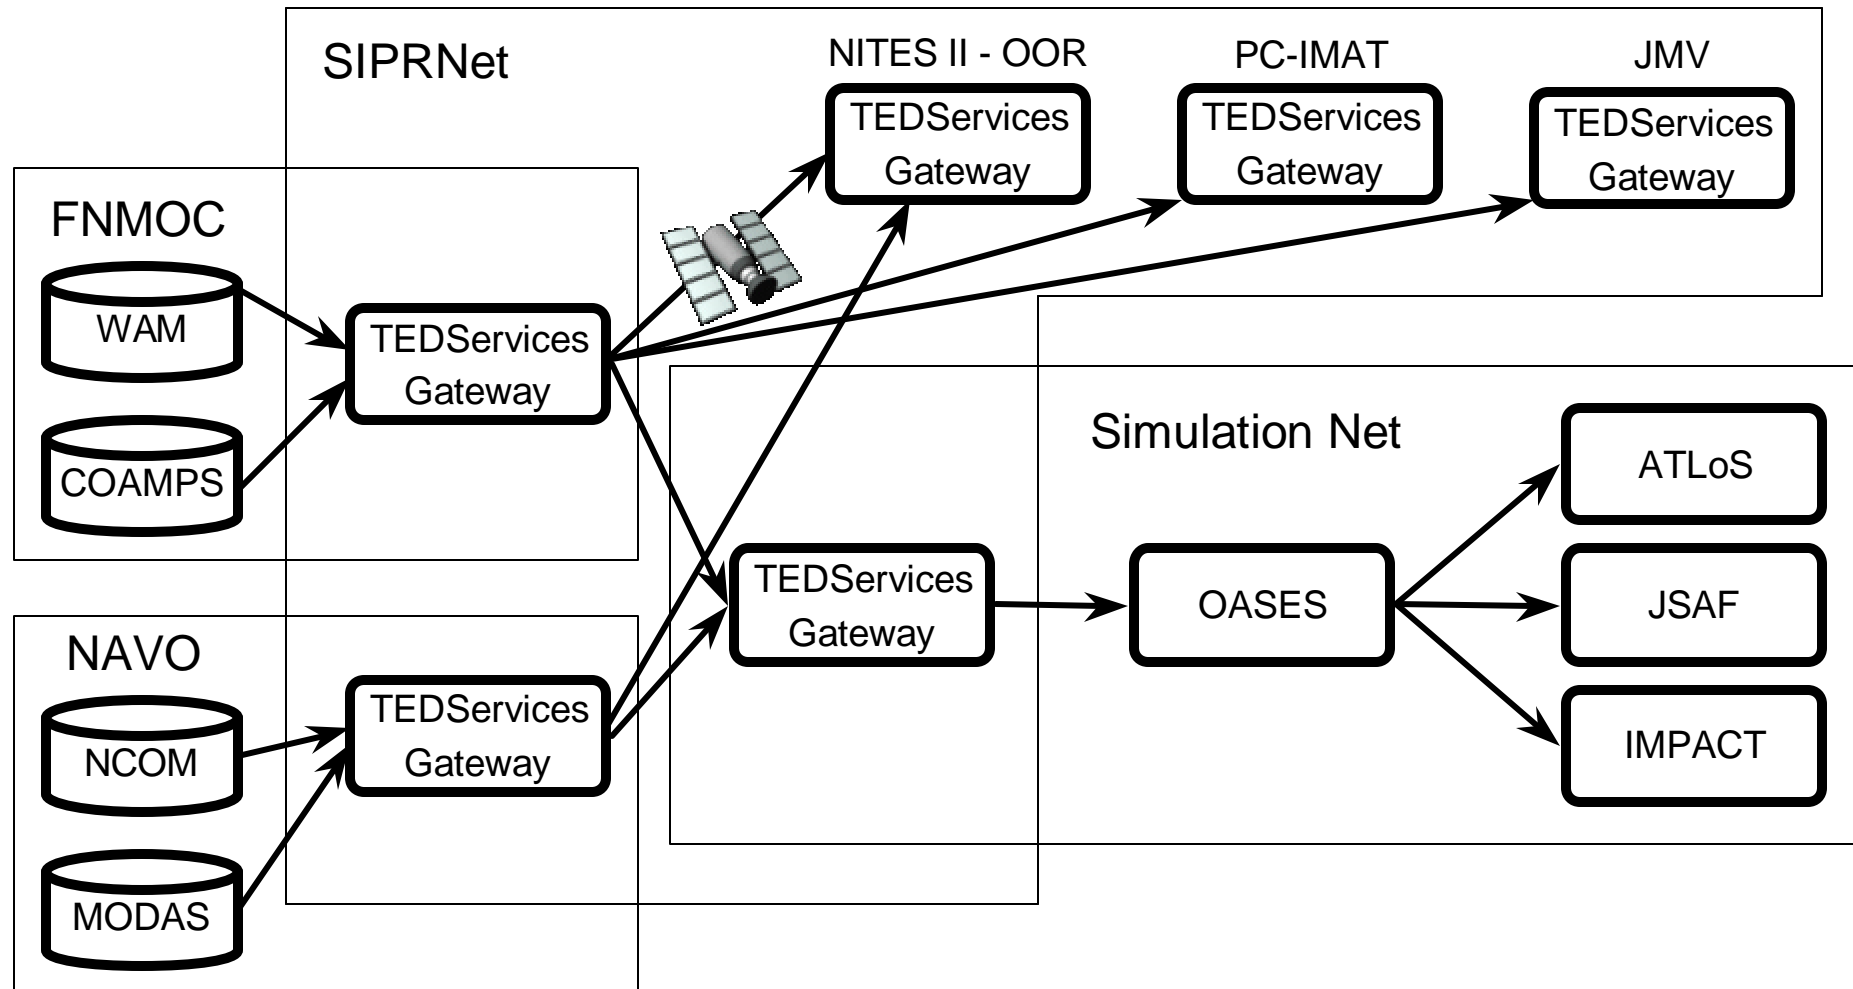 SIPRNet
NITES II - OOR
PC-IMAT
JMV
TEDServices
Gateway
TEDServices
Gateway
TEDServices
Gateway
FNMOC
WAM
COAMPS
TEDServices
Gateway
Simulation Net
ATLoS
TEDServices
Gateway
OASES
JSAF
IMPACT
NAVO
NCOM
MODAS
TEDServices
Gateway